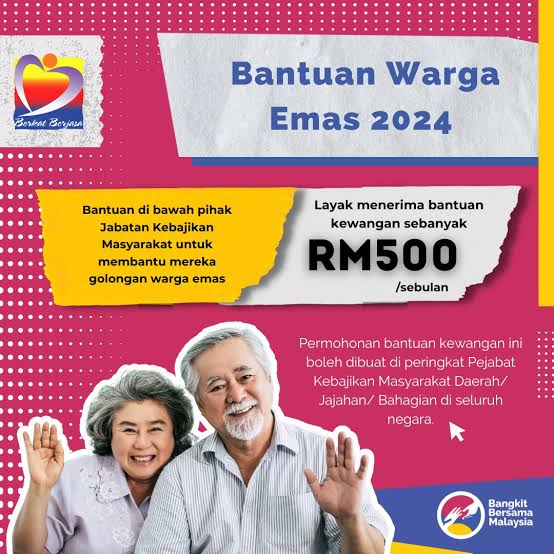 Berkat Berjasa
Bantuan Warga
Emas 2024
Bantuan di bawah pihak
Jabatan Kebajikan
Masyarakat untuk
membantu mereka
golongan warga emas
Layak menerima bantuan
kewangan sebanyak
RM500
/sebulan
Permohonan bantuan kewangan ini
boleh dibuat di peringkat Pejabat
Kebajikan Masyarakat Daerah/
Jajahan/ Bahagian di seluruh
negara.
Bangkit
Bersama
Malaysia